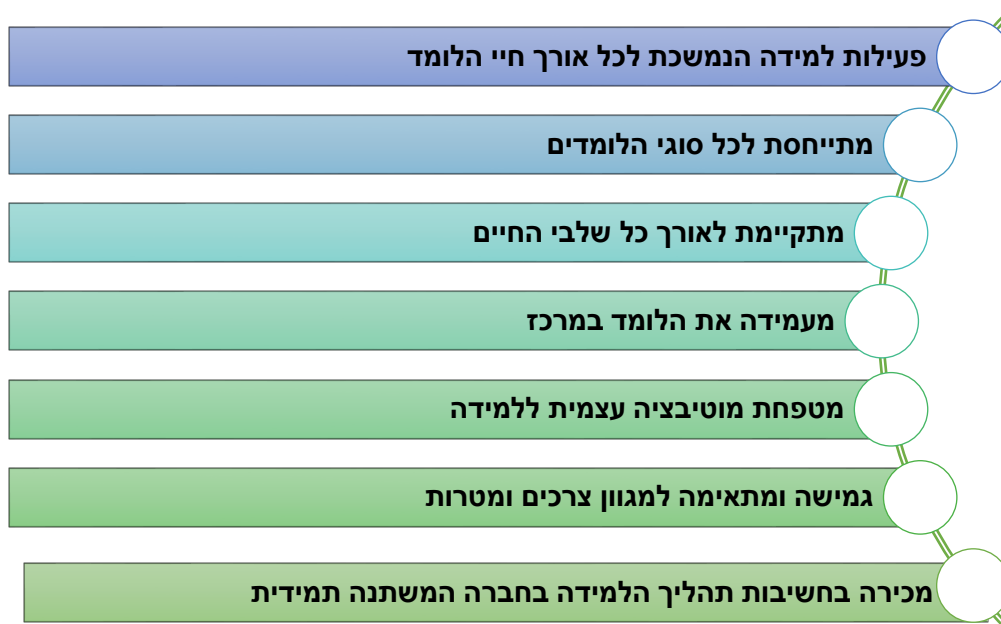 פעילות למידה הנמשכת לכל אורך חיי הלומד
מתייחסת לכל סוגי הלומדים
מתקיימת לאורך כל שלבי החיים
מעמידה את הלומד במרכז
מטפחת מוטיבציה עצמית ללמידה
גמישה ומתאימה למגוון צרכים ומטרות
מכירה בחשיבות תהליך הלמידה בחברה המשתנה תמידית